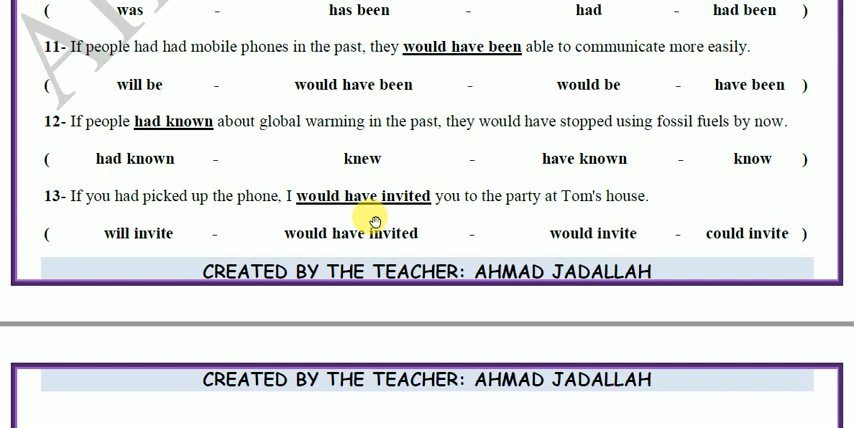 ( was - has been - had - had been )
11- If people had had mobile phones in the past, they would have been able to communicate more easily.
( will be - would have been - would be - have been )
12- If people had known about global warming in the past, they would have stopped using fossil fuels by now.
( had known - knew - have known - know )
13- If you had picked up the phone, I would have invited you to the party at Tom's house.
( will invite - would have invited - would invite - could invite )
CREATED BY THE TEACHER: AHMAD JADALLAH
CREATED BY THE TEACHER: AHMAD JADALLAH